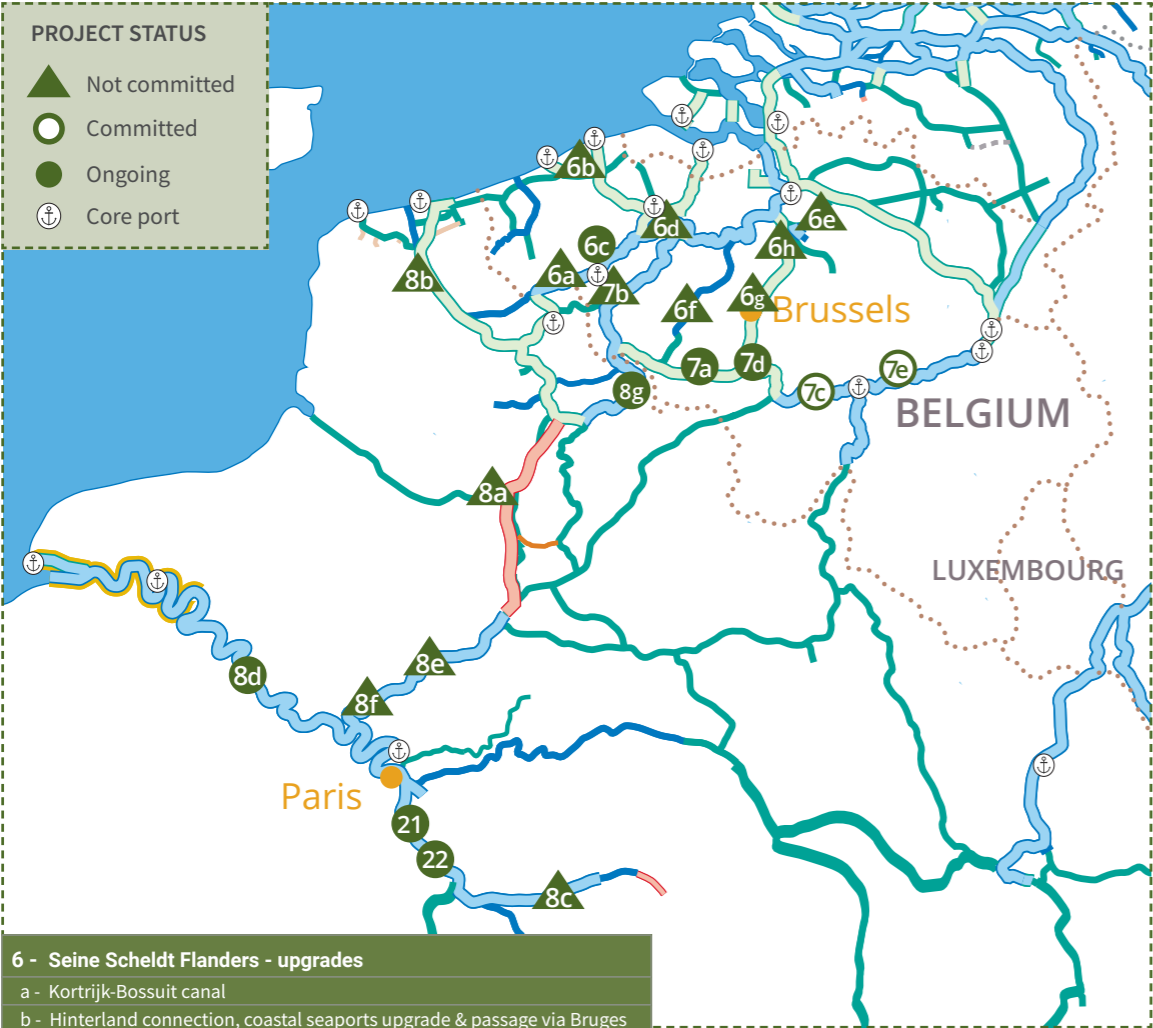 PROJECT STATUS
Not committed
Committed
Ongoing
Core port
6b
6e
6d
6c
6h
6a
8b
7b
6g
6f
Brussels
7a
7d
7e
7c
8g
BELGIUM
8a
LUXEMBOURG
8e
8d
8f
Paris
21
22
8c
6 - Seine Scheldt Flanders - upgrades
a - Kortrijk-Bossuit canal
b - Hinterland connection, coastal seaports upgrade & passage via Bruges